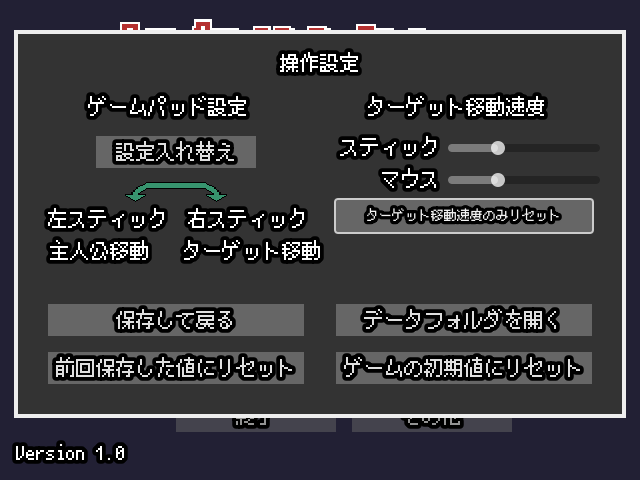 操作設定
ゲームパッド設定
設定入れ替え
左スティック 右スティック
主人公移動 ターゲット移動
ターゲット移動速度
スティック
マウス
ターゲット移動速度のみリセット
保存して戻る
データフォルダを開く
前回保存した値にリセット
ゲームの初期値にリセット
Version 1.0